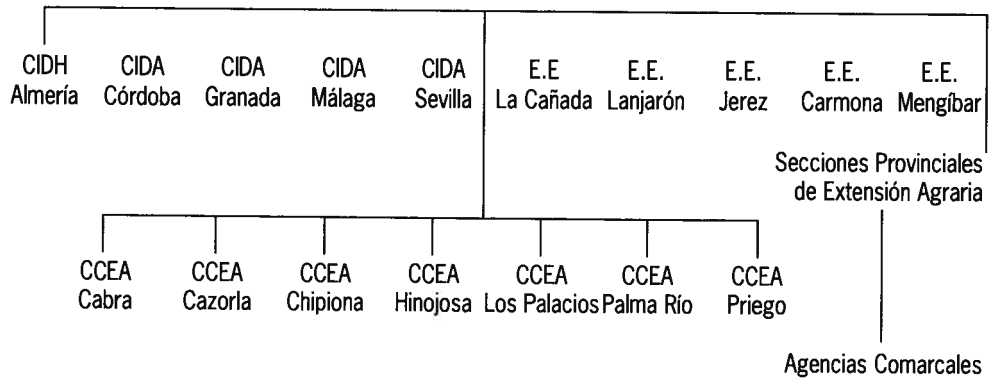 CIDH CIDA CIDA CIDA CIDA E.E E.E. E.E. E.E. E.E.
Almería Córdoba Granada Málaga Sevilla La Cañada Lanjarón Jerez Carmona Mengíbar
Secciones Provinciales
de Extensión Agraria
CCEA CCEA CCEA CCEA CCEA CCEA CCEA
Cabra Cazorla Chipiona Hinojosa Los Palacios Palma Río Priego
Agencias Comarcales